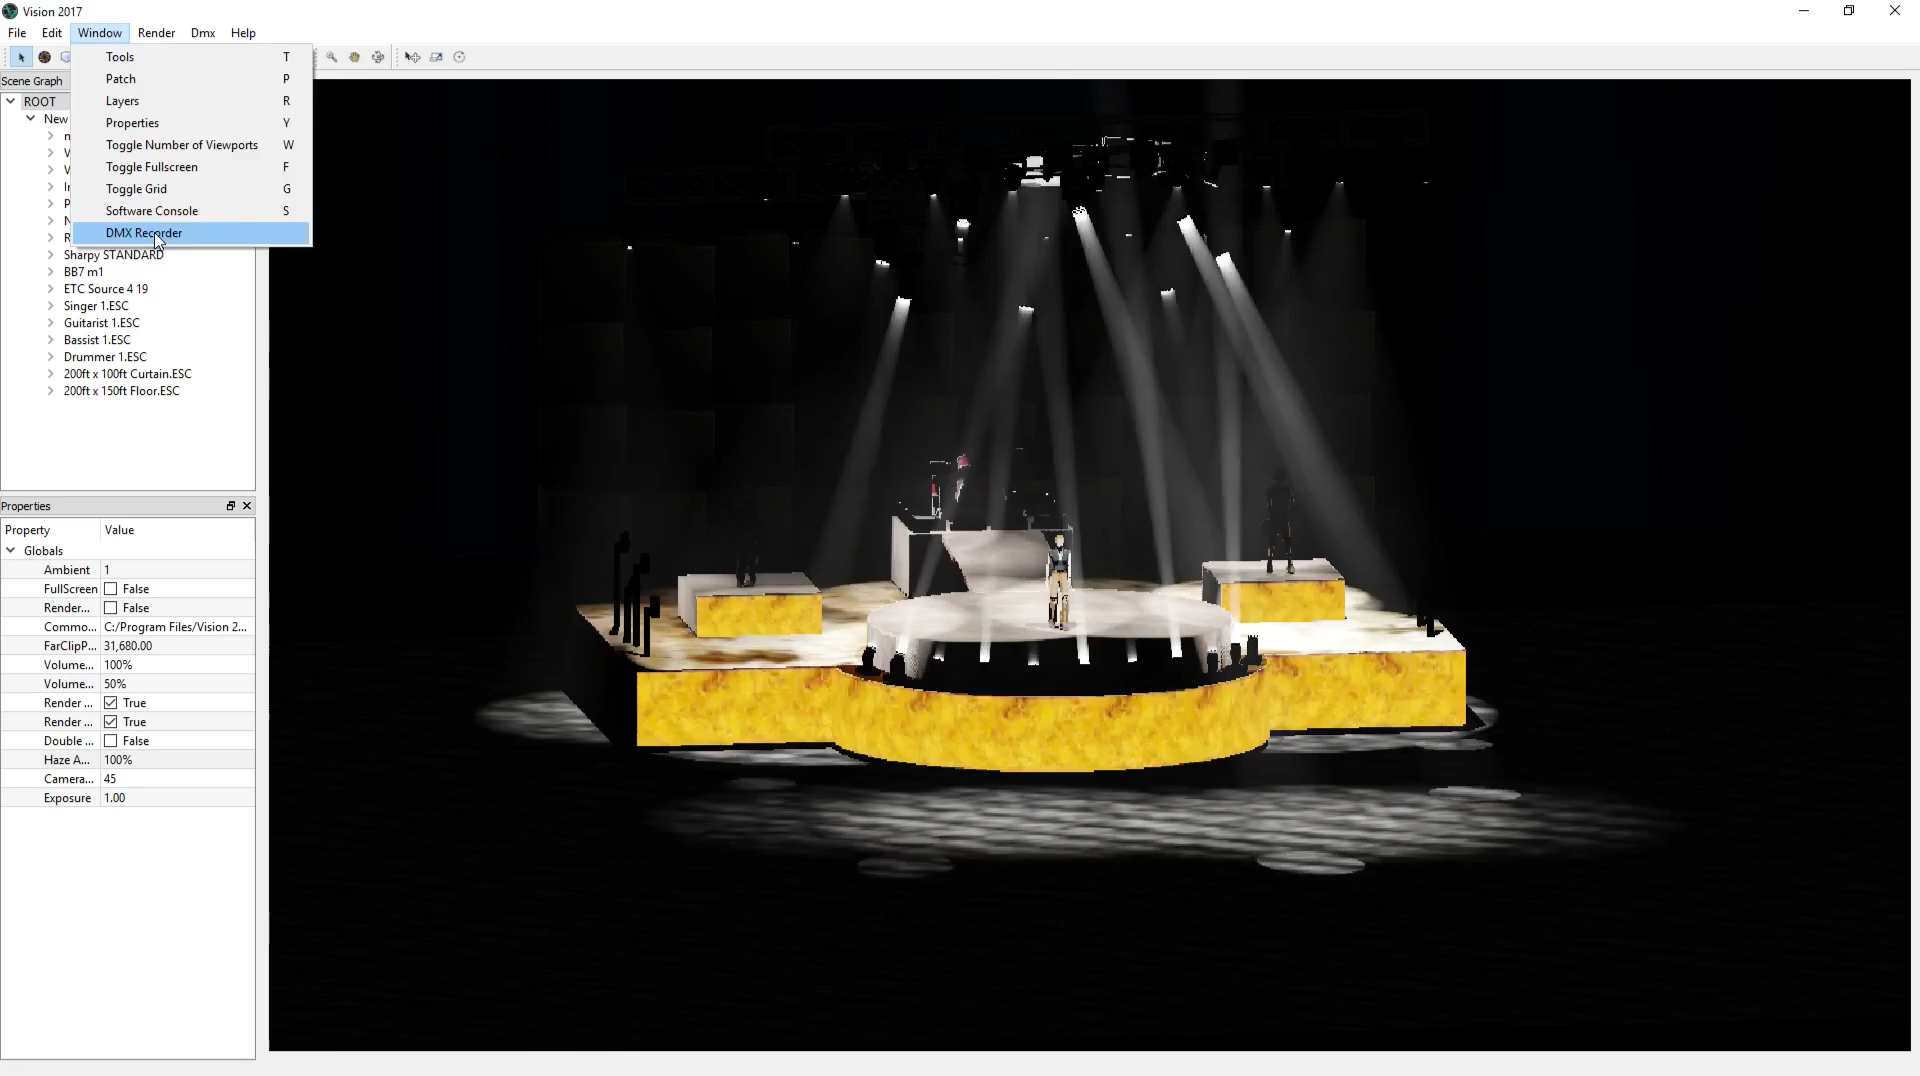 Vision 2017
File Edit Window Render Dmx Help
Tools T
Patch P
Layers R
Properties Y
Toggle Number of Viewports W
Toggle Fullscreen F
Toggle Grid G
Software Console S
DMX Recorder
Scene Graph
ROOT
New
Sharpy STANDARD
BB7 m1
ETC Source 4 19
Singer 1.ESC
Guitarist 1.ESC
Bassist 1.ESC
Drummer 1.ESC
200ft x 100ft Curtain.ESC
200ft x 150ft Floor.ESC
Properties
Property Value
Globals
Ambient 1
FullScreen False
Render... False
Commo... C:/Program Files/Vision 2...
FarClipP... 31,680.00
Volume... 100%
Volume... 50%
Render ... True
Render ... True
Double ... False
Haze A... 100%
Camera... 45
Exposure 1.00